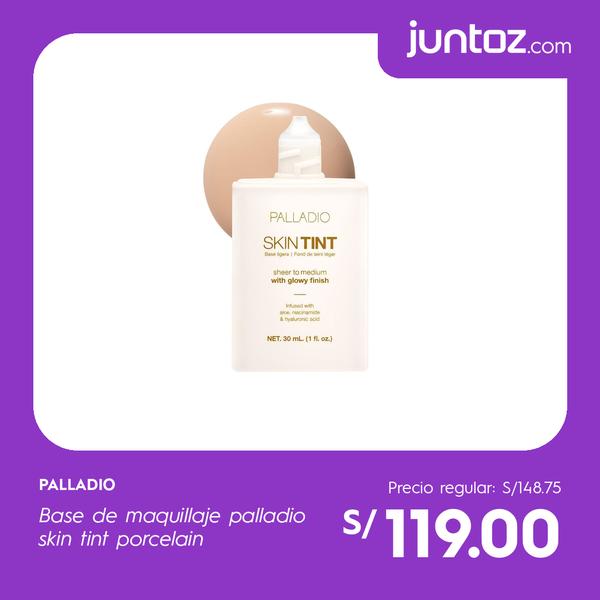 juntoz.com
PALLADIO
SKIN TINT
Base ligera | Fond de teint léger
sheer to medium
with glowy finish
Infused with
aloe, niacinamide
& hyaluronic acid
NET. 30 mL. (1 fl. oz.)
PALLADIO
Base de maquillaje palladio
skin tint porcelain
Precio regular: S/148.75
S/119.00